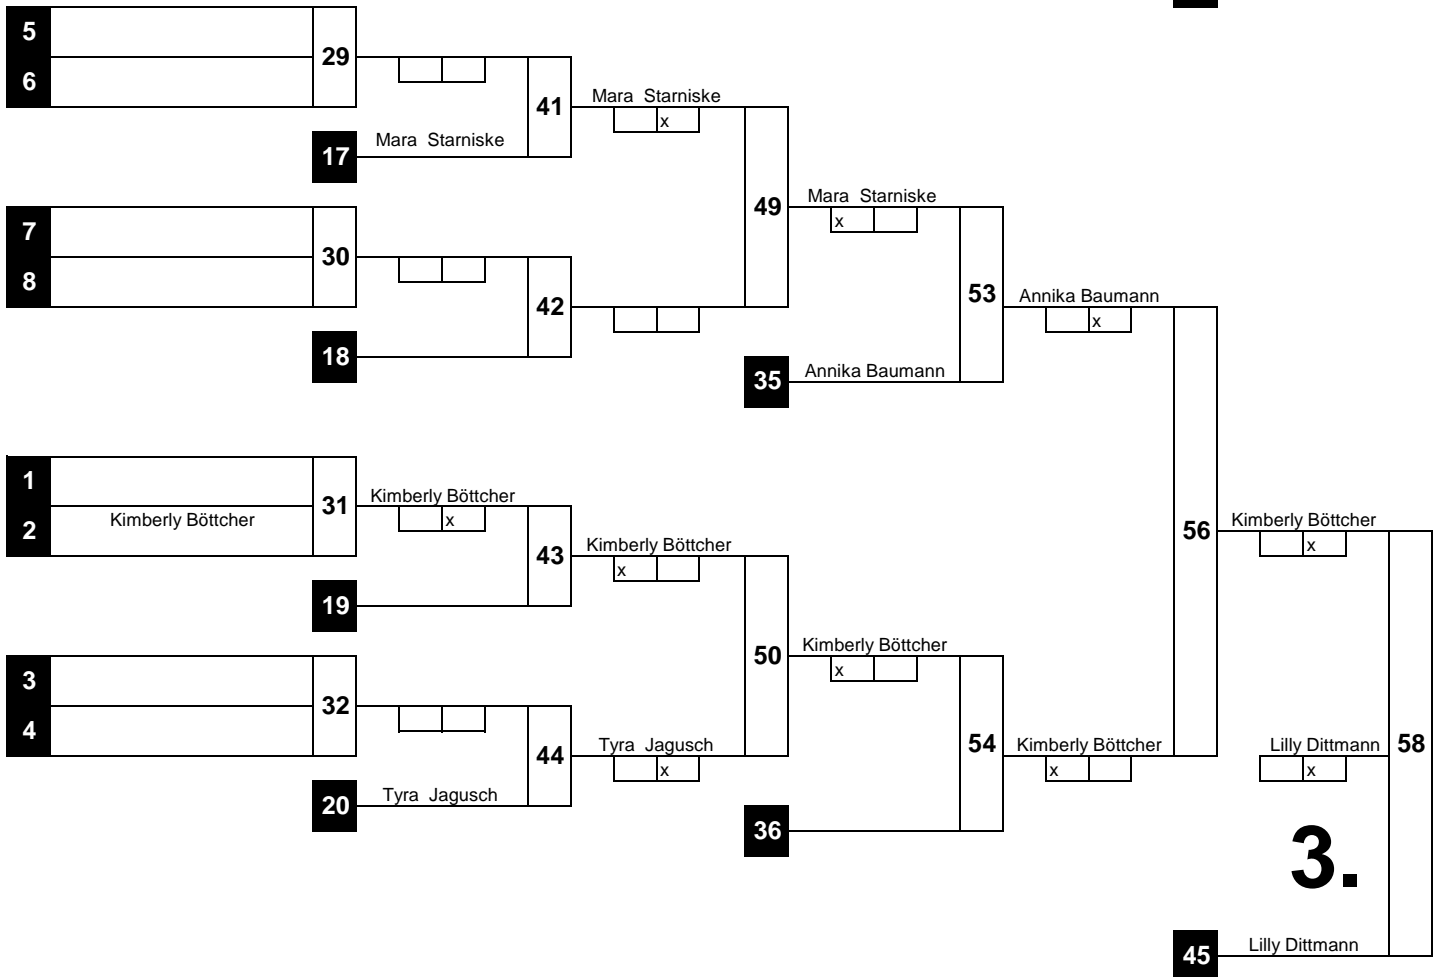 5
29
6
41
Mara Starniske
x
17
Mara Starniske
49
Mara Starniske
x
7
30
8
42
53
Annika Baumann
x
18
35
Annika Baumann
1
31
Kimberly Böttcher
x
2
Kimberly Böttcher
43
Kimberly Böttcher
x
56
Kimberly Böttcher
x
19
50
Kimberly Böttcher
x
3
32
4
44
Tyra Jagusch
x
54
Kimberly Böttcher
x
Lilly Dittmann
x
58
20
Tyra Jagusch
36
3.
45
Lilly Dittmann